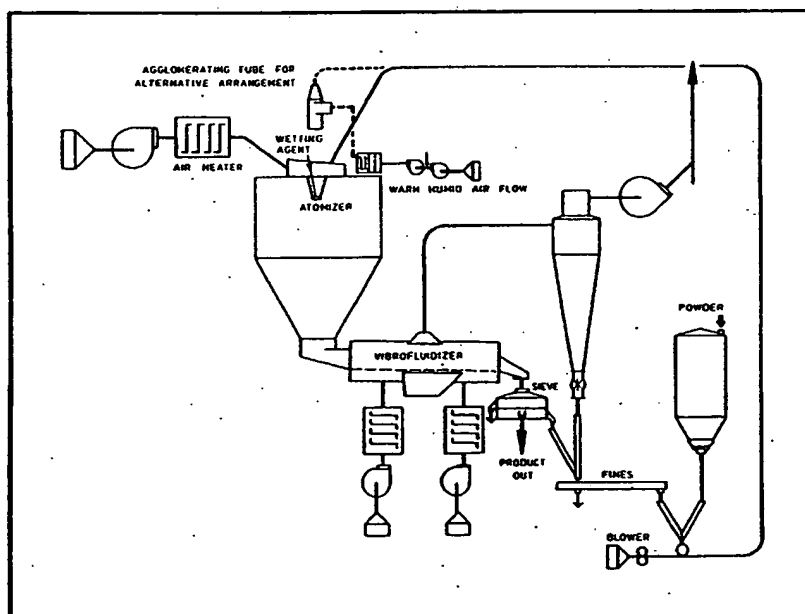 AGGLOMERATING TUBE FOR
ALTERNATIVE ARRANGEMENT
WETTING
AGENT
AIR HEATER
WARM HUMID AIR FLOW
ATOMIZER
POWDER
VIBROFLUIDIZER
SIEVE
PRODUCT
OUT
FINES
BLOWER